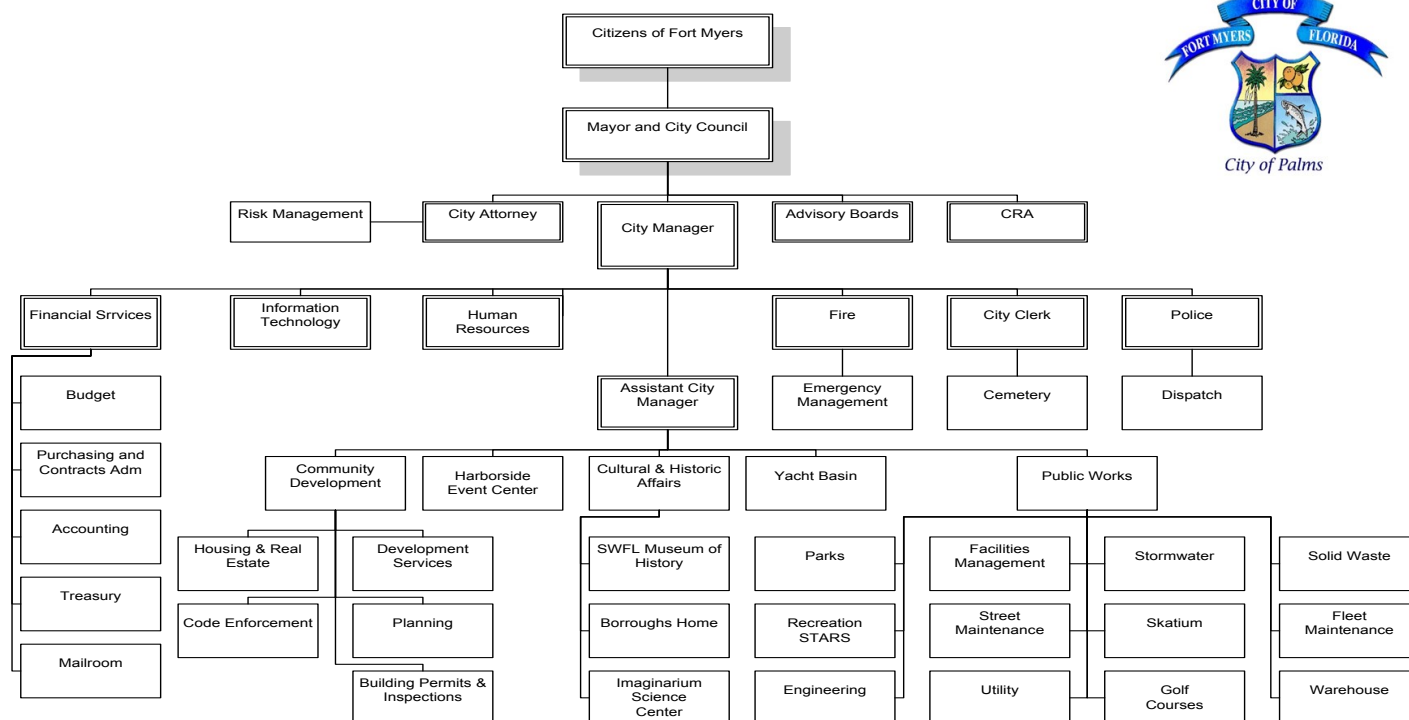 CITY OF
FORT MYERS
FLORIDA
City of Palms
Citizens of Fort Myers
Mayor and City Council
Risk Management
City Attorney
City Manager
Advisory Boards
CRA
Financial Srrvices
Information
Technology
Human
Resources
Fire
City Clerk
Police
Budget
Assistant City
Manager
Emergency
Management
Cemetery
Dispatch
Purchasing and
Contracts Adm
Community
Development
Harborside
Event Center
Cultural & Historic
Affairs
Yacht Basin
Public Works
Accounting
Housing & Real
Estate
Development
Services
SWFL Museum of
History
Parks
Facilities
Management
Stormwater
Solid Waste
Treasury
Code Enforcement
Planning
Borroughs Home
Recreation
STARS
Street
Maintenance
Skatium
Fleet
Maintenance
Mailroom
Building Permits &
Inspections
Imaginarium
Science
Center
Engineering
Utility
Golf
Courses
Warehouse